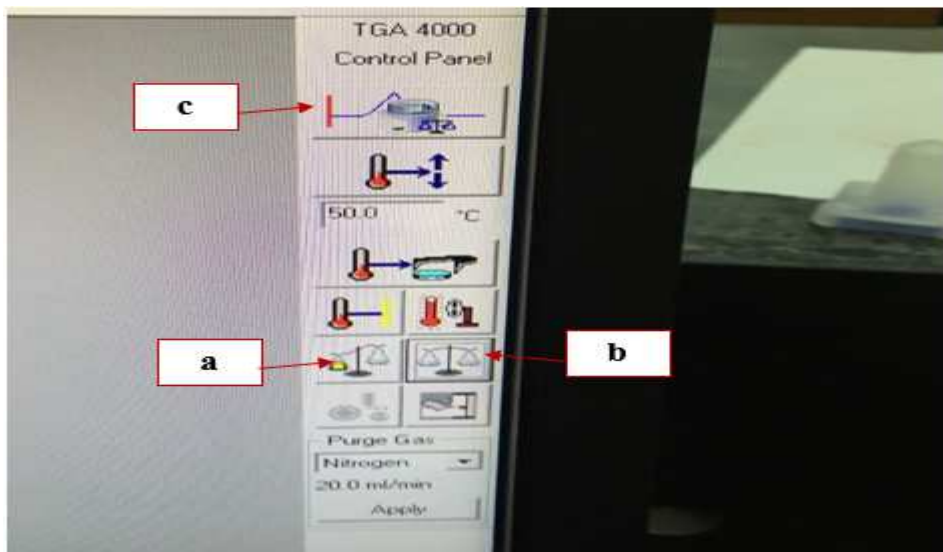 TGA 4000
Control Panel
c
50.0 °C
a
b
Purge Gas
Nitrogen
20.0 ml/min
Apply